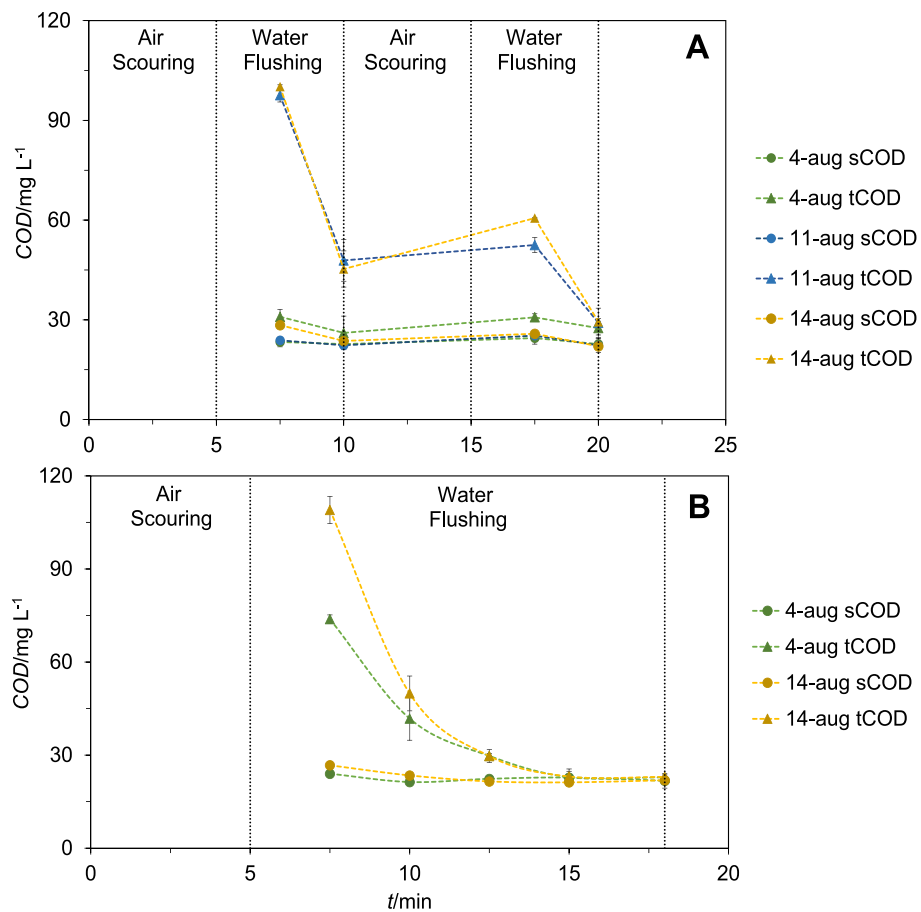 120
90
60
30
0
COD/mg L⁻¹
Air
Scouring
Water
Flushing
Air
Scouring
Water
Flushing
A
0 5 10 15 20 25
4-aug sCOD
4-aug tCOD
11-aug sCOD
11-aug tCOD
14-aug sCOD
14-aug tCOD
120
90
60
30
0
COD/mg L⁻¹
Air
Scouring
Water
Flushing
B
0 5 10 15 20
t/min
4-aug sCOD
4-aug tCOD
14-aug sCOD
14-aug tCOD